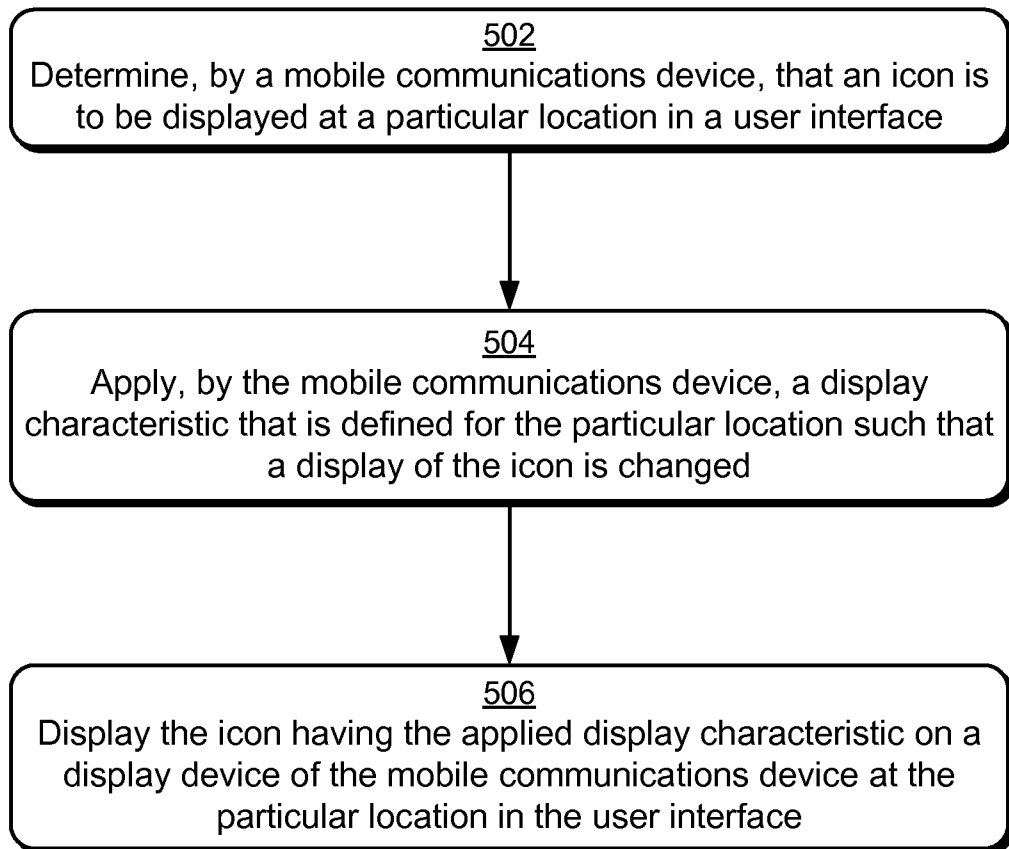 502
Determine, by a mobile communications device, that an icon is
to be displayed at a particular location in a user interface
504
Apply, by the mobile communications device, a display
characteristic that is defined for the particular location such that
a display of the icon is changed
506
Display the icon having the applied display characteristic on a
display device of the mobile communications device at the
particular location in the user interface